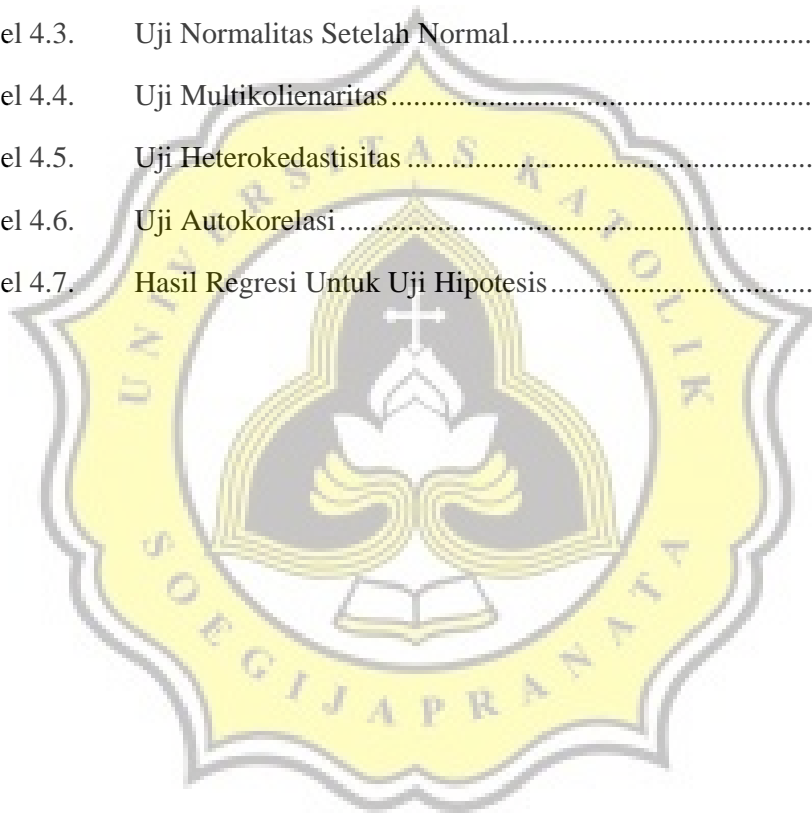 el 4.3. Uji Normalitas Setelah Normal....................................
el 4.4. Uji Multikolienaritas....................................................
el 4.5. Uji Heterokedastisitas..................................................
el 4.6. Uji Autokorelasi...........................................................
el 4.7. Hasil Regresi Untuk Uji Hipotesis................................
UNIVERSITAS KATOLIK
SOEGIJAPRANATA